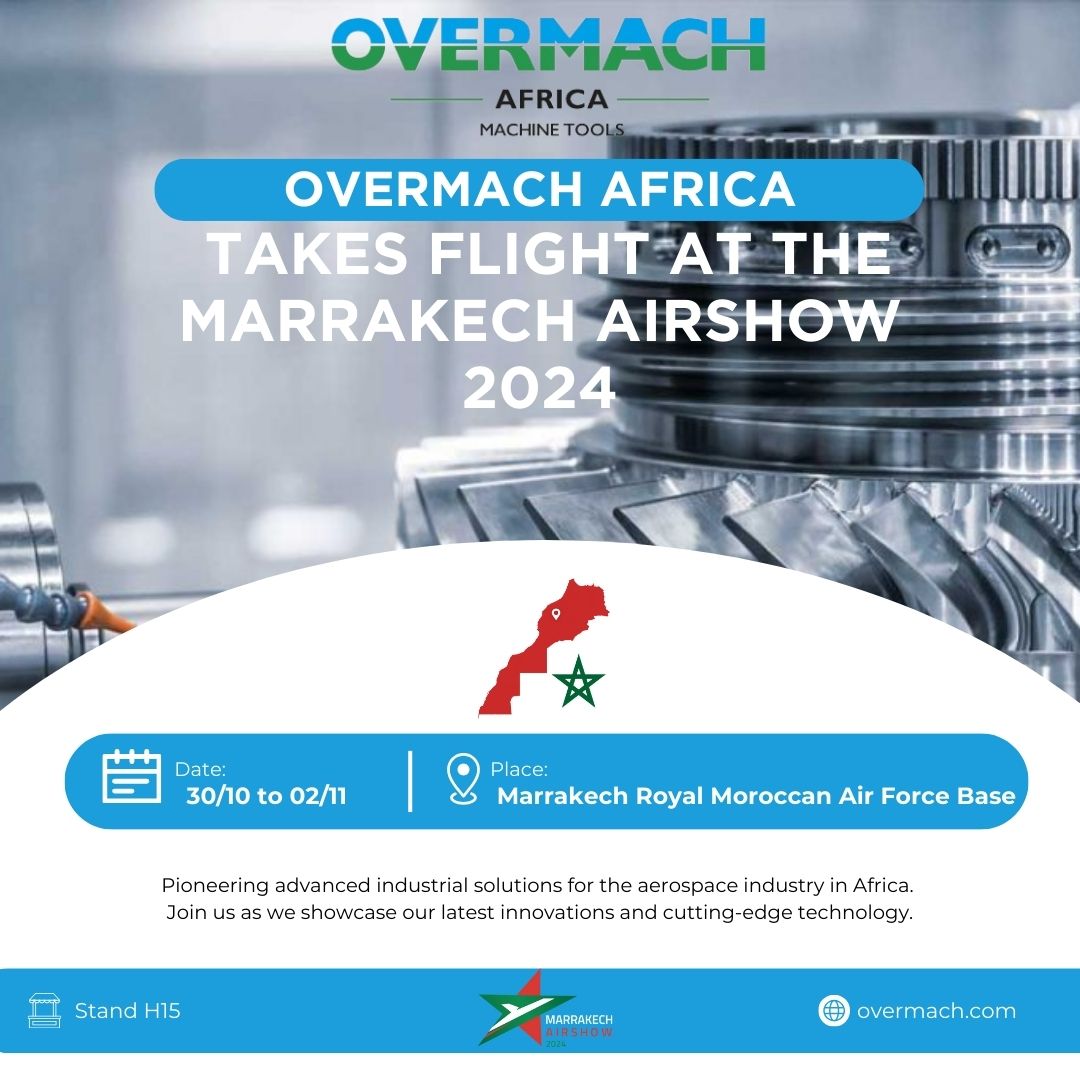 OVERMACH
AFRICA
MACHINE TOOLS
OVERMACH AFRICA
TAKES FLIGHT AT THE
MARRAKECH AIRSHOW
2024
Date:
30/10 to 02/11
Place:
Marrakech Royal Moroccan Air Force Base
Pioneering advanced industrial solutions for the aerospace industry in Africa.
Join us as we showcase our latest innovations and cutting-edge technology.
Stand H15
MARRAKECH
AIRSHOW
2024
overmach.com